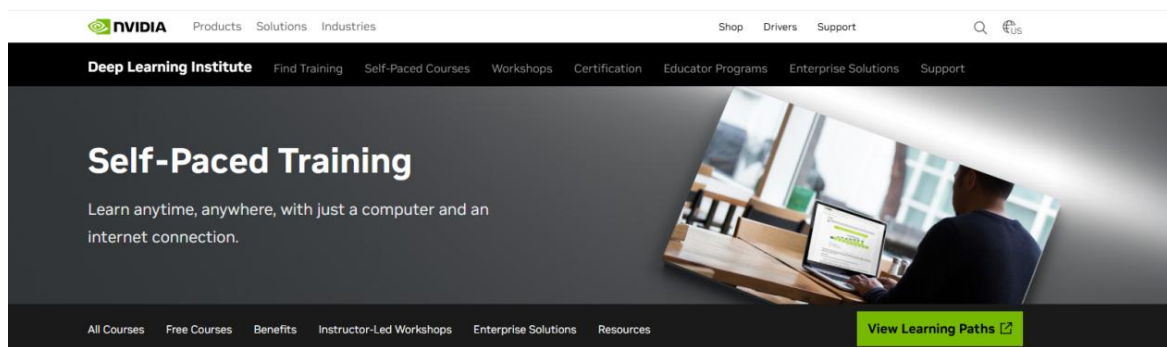 NVIDIA Products Solutions Industries Shop Drivers Support US
Deep Learning Institute Find Training Self-Paced Courses Workshops Certification Educator Programs Enterprise Solutions Support
Self-Paced Training
Learn anytime, anywhere, with just a computer and an
internet connection.
All Courses Free Courses Benefits Instructor-Led Workshops Enterprise Solutions Resources View Learning Paths